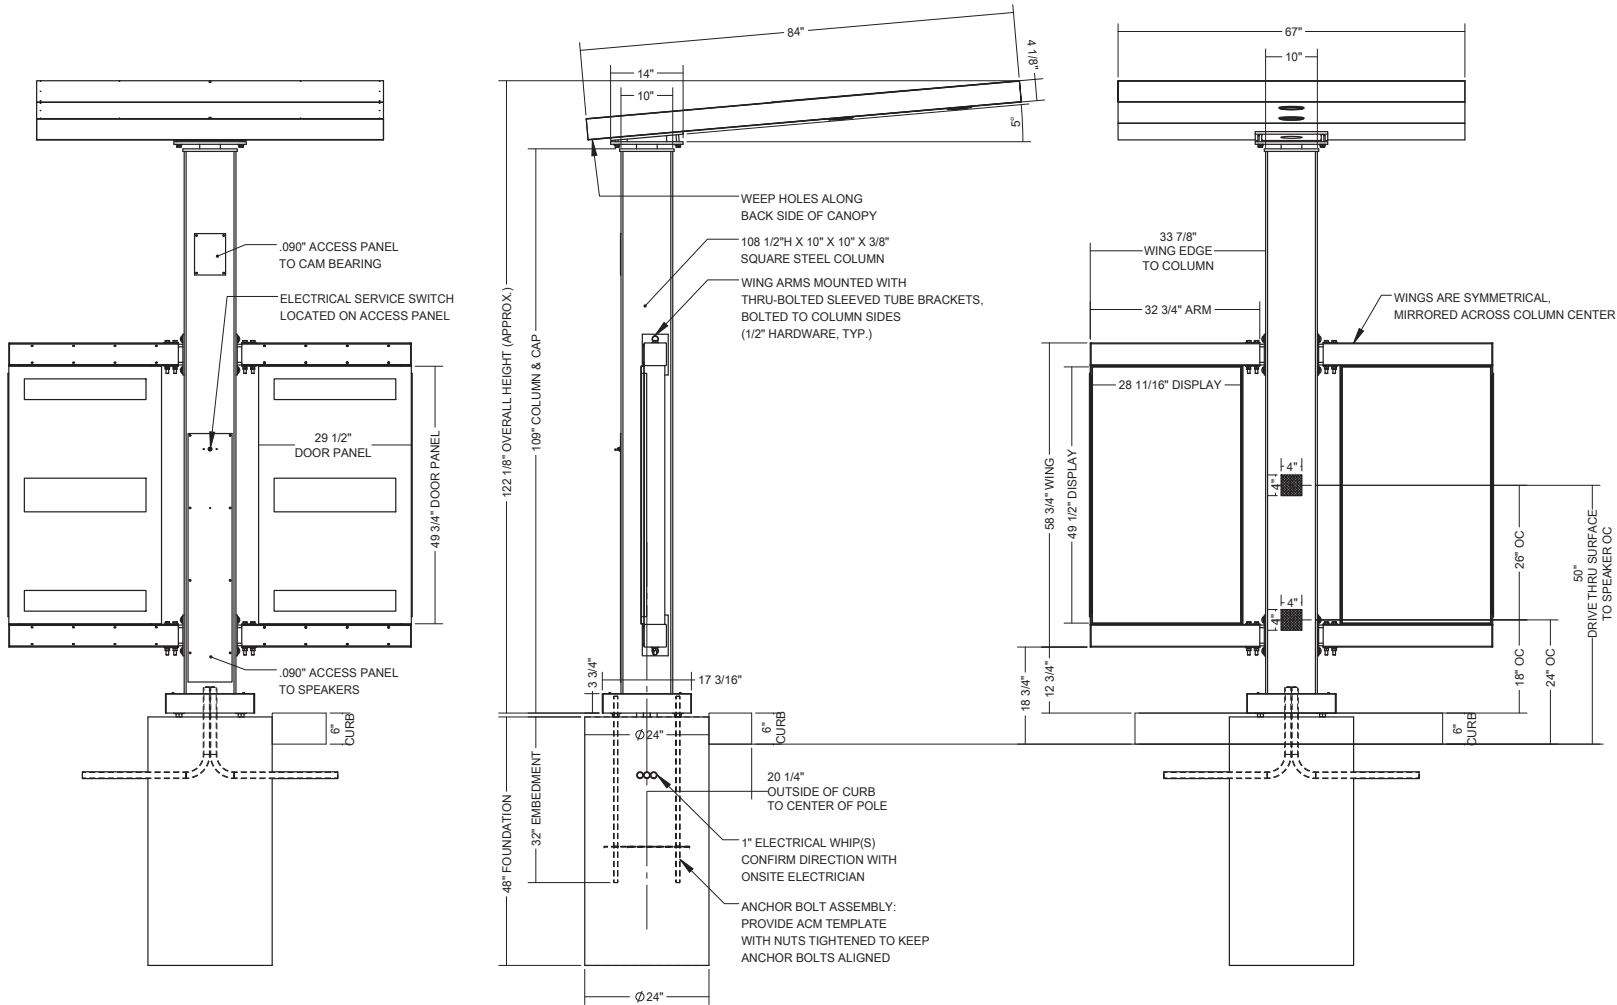 .090" ACCESS PANEL
TO CAM BEARING
ELECTRICAL SERVICE SWITCH
LOCATED ON ACCESS PANEL
29 1/2"
DOOR PANEL
49 3/4" DOOR PANEL
.090" ACCESS PANEL
TO SPEAKERS
6"
CURB
84"
4 1/8"
14"
10"
5°
122 1/8" OVERALL HEIGHT (APPROX.)
109" COLUMN & CAP
WEEP HOLES ALONG
BACK SIDE OF CANOPY
108 1/2"H X 10" X 10" X 3/8"
SQUARE STEEL COLUMN
WING ARMS MOUNTED WITH
THRU-BOLTED SLEEVED TUBE BRACKETS,
BOLTED TO COLUMN SIDES
(1/2" HARDWARE, TYP.)
3 3/4"
17 3/16"
Ø24"
6"
CURB
48" FOUNDATION
32" EMBEDMENT
20 1/4"
OUTSIDE OF CURB
TO CENTER OF POLE
1" ELECTRICAL WHIP(S)
CONFIRM DIRECTION WITH
ONSITE ELECTRICIAN
ANCHOR BOLT ASSEMBLY:
PROVIDE ACM TEMPLATE
WITH NUTS TIGHTENED TO KEEP
ANCHOR BOLTS ALIGNED
Ø24"
67"
10"
33 7/8"
WING EDGE
TO COLUMN
32 3/4" ARM
WINGS ARE SYMMETRICAL,
MIRRORED ACROSS COLUMN CENTER
28 11/16" DISPLAY
58 3/4" WING
49 1/2" DISPLAY
4"
4"
4"
4"
26" OC
50"
DRIVE THRU SURFACE
TO SPEAKER OC
18 3/4"
12 3/4"
18" OC
24" OC
6"
CURB